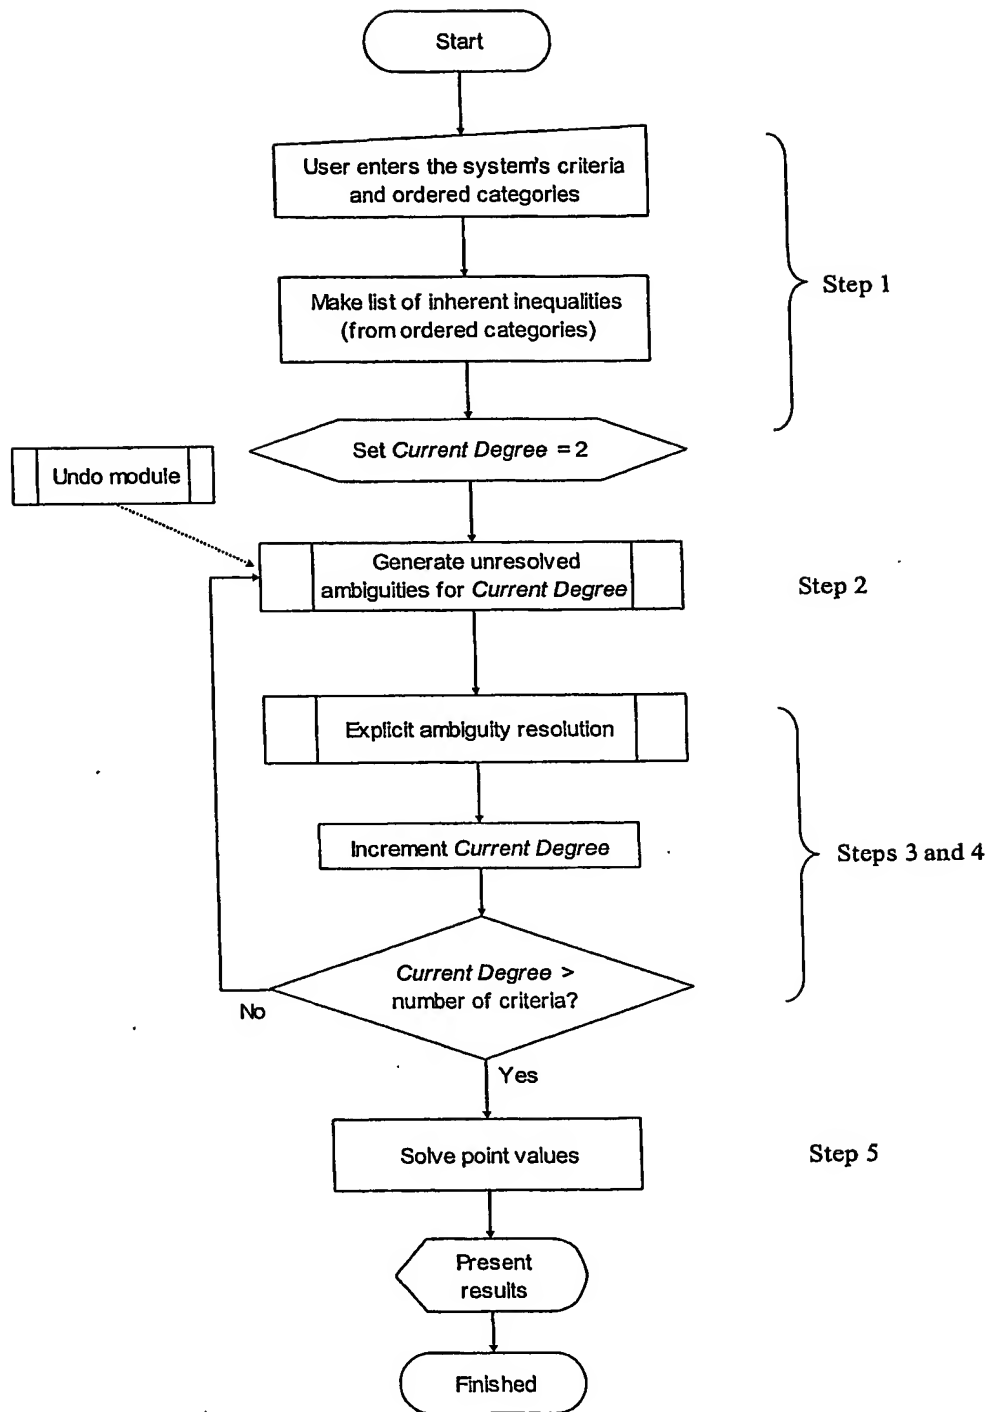 Start
User enters the system's criteria
and ordered categories
Make list of inherent inequalities
(from ordered categories)
Step 1
Set Current Degree = 2
Undo module
Generate unresolved
ambiguities for Current Degree
Step 2
Explicit ambiguity resolution
Increment Current Degree
Steps 3 and 4
Current Degree >
number of criteria?
No
Yes
Solve point values
Step 5
Present
results
Finished